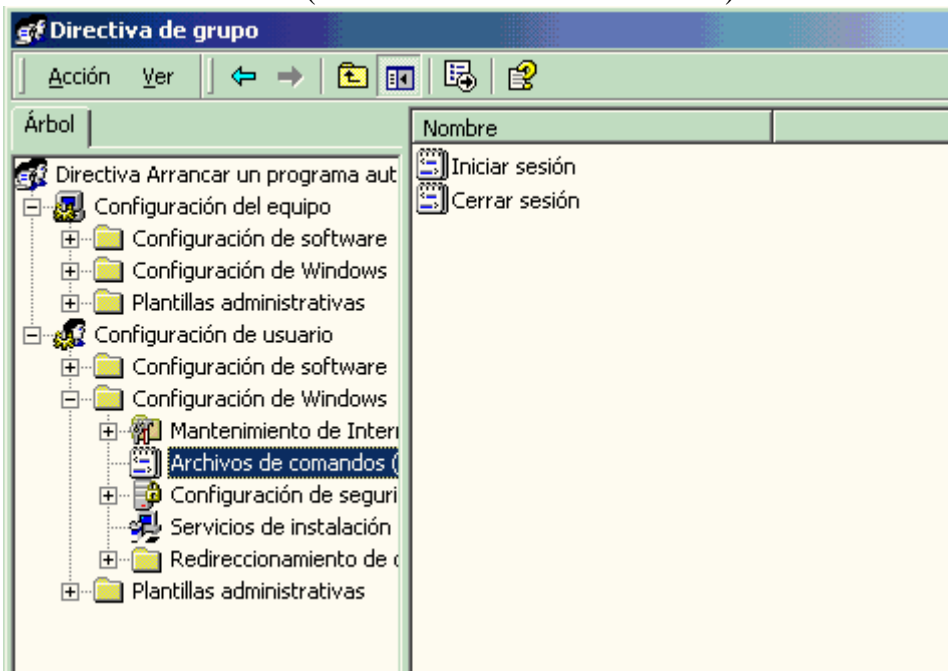 Directiva de grupo
Acción Ver
Árbol
Nombre
Directiva Arrancar un programa aut
Configuración del equipo
Configuración de software
Configuración de Windows
Plantillas administrativas
Configuración de usuario
Configuración de software
Configuración de Windows
Mantenimiento de Inter
Archivos de comandos (
Configuración de seguri
Servicios de instalación
Redireccionamiento de
Plantillas administrativas
Iniciar sesión
Cerrar sesión